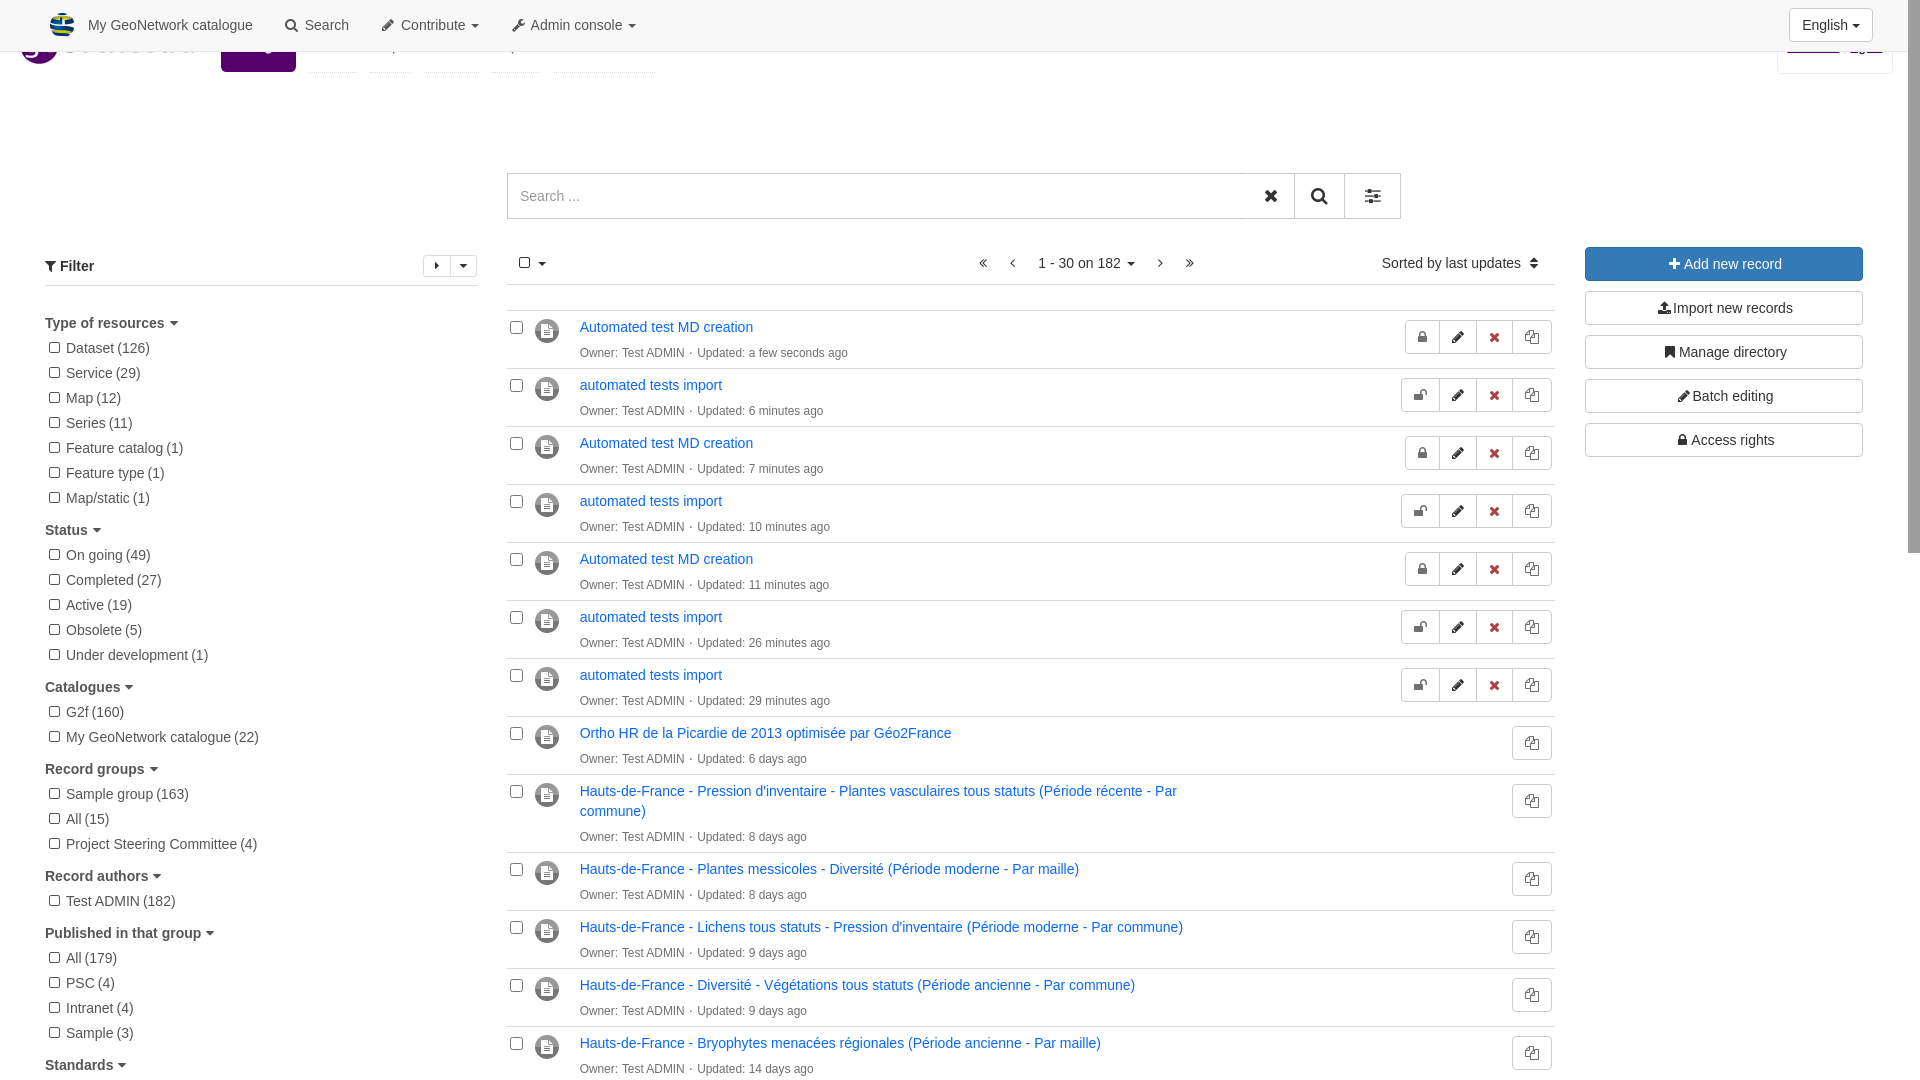 My GeoNetwork catalogue
Search
Contribute
Admin console
English
Search ...
Filter
1 - 30 on 182
Sorted by last updates
Add new record
Import new records
Manage directory
Batch editing
Access rights
Type of resources
Dataset (126)
Service (29)
Map (12)
Series (11)
Feature catalog (1)
Feature type (1)
Map/static (1)
Status
On going (49)
Completed (27)
Active (19)
Obsolete (5)
Under development (1)
Catalogues
G2f (160)
My GeoNetwork catalogue (22)
Record groups
Sample group (163)
All (15)
Project Steering Committee (4)
Record authors
Test ADMIN (182)
Published in that group
All (179)
PSC (4)
Intranet (4)
Sample (3)
Standards
Automated test MD creation
Owner: Test ADMIN · Updated: a few seconds ago
automated tests import
Owner: Test ADMIN · Updated: 6 minutes ago
Automated test MD creation
Owner: Test ADMIN · Updated: 7 minutes ago
automated tests import
Owner: Test ADMIN · Updated: 10 minutes ago
Automated test MD creation
Owner: Test ADMIN · Updated: 11 minutes ago
automated tests import
Owner: Test ADMIN · Updated: 26 minutes ago
automated tests import
Owner: Test ADMIN · Updated: 29 minutes ago
Ortho HR de la Picardie de 2013 optimisée par Géo2France
Owner: Test ADMIN · Updated: 6 days ago
Hauts-de-France - Pression d'inventaire - Plantes vasculaires tous statuts (Période récente - Par
commune)
Owner: Test ADMIN · Updated: 8 days ago
Hauts-de-France - Plantes messicoles - Diversité (Période moderne - Par maille)
Owner: Test ADMIN · Updated: 8 days ago
Hauts-de-France - Lichens tous statuts - Pression d'inventaire (Période moderne - Par commune)
Owner: Test ADMIN · Updated: 9 days ago
Hauts-de-France - Diversité - Végétations tous statuts (Période ancienne - Par commune)
Owner: Test ADMIN · Updated: 9 days ago
Hauts-de-France - Bryophytes menacées régionales (Période ancienne - Par maille)
Owner: Test ADMIN · Updated: 14 days ago